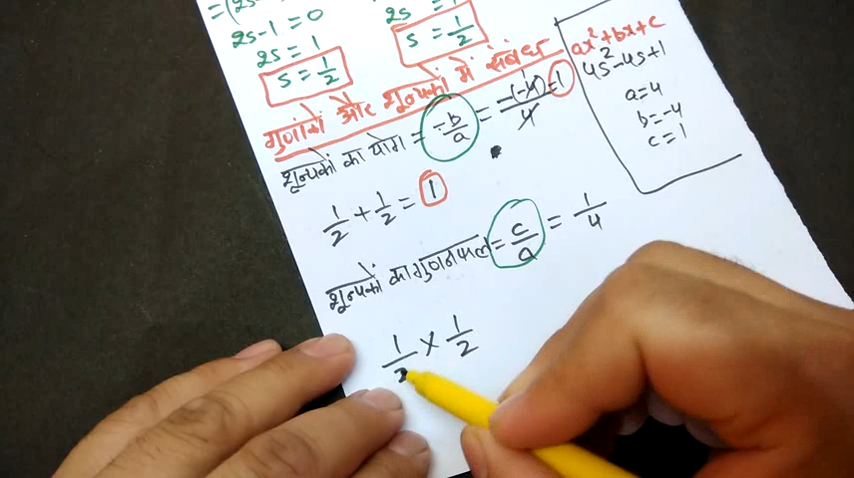 2s-1=0
2s=1
s=1/2
2s=1
s=1/2
ax²+bx+c
4s²-4s+1
a=4
b=-4
c=1
गुणांकों और शून्यकों में संबंध
शून्यकों का योग = -b/a = -(-4)/4 = 1
1/2 + 1/2 = 1
शून्यकों का गुणनफल = c/a = 1/4
1/2 × 1/2